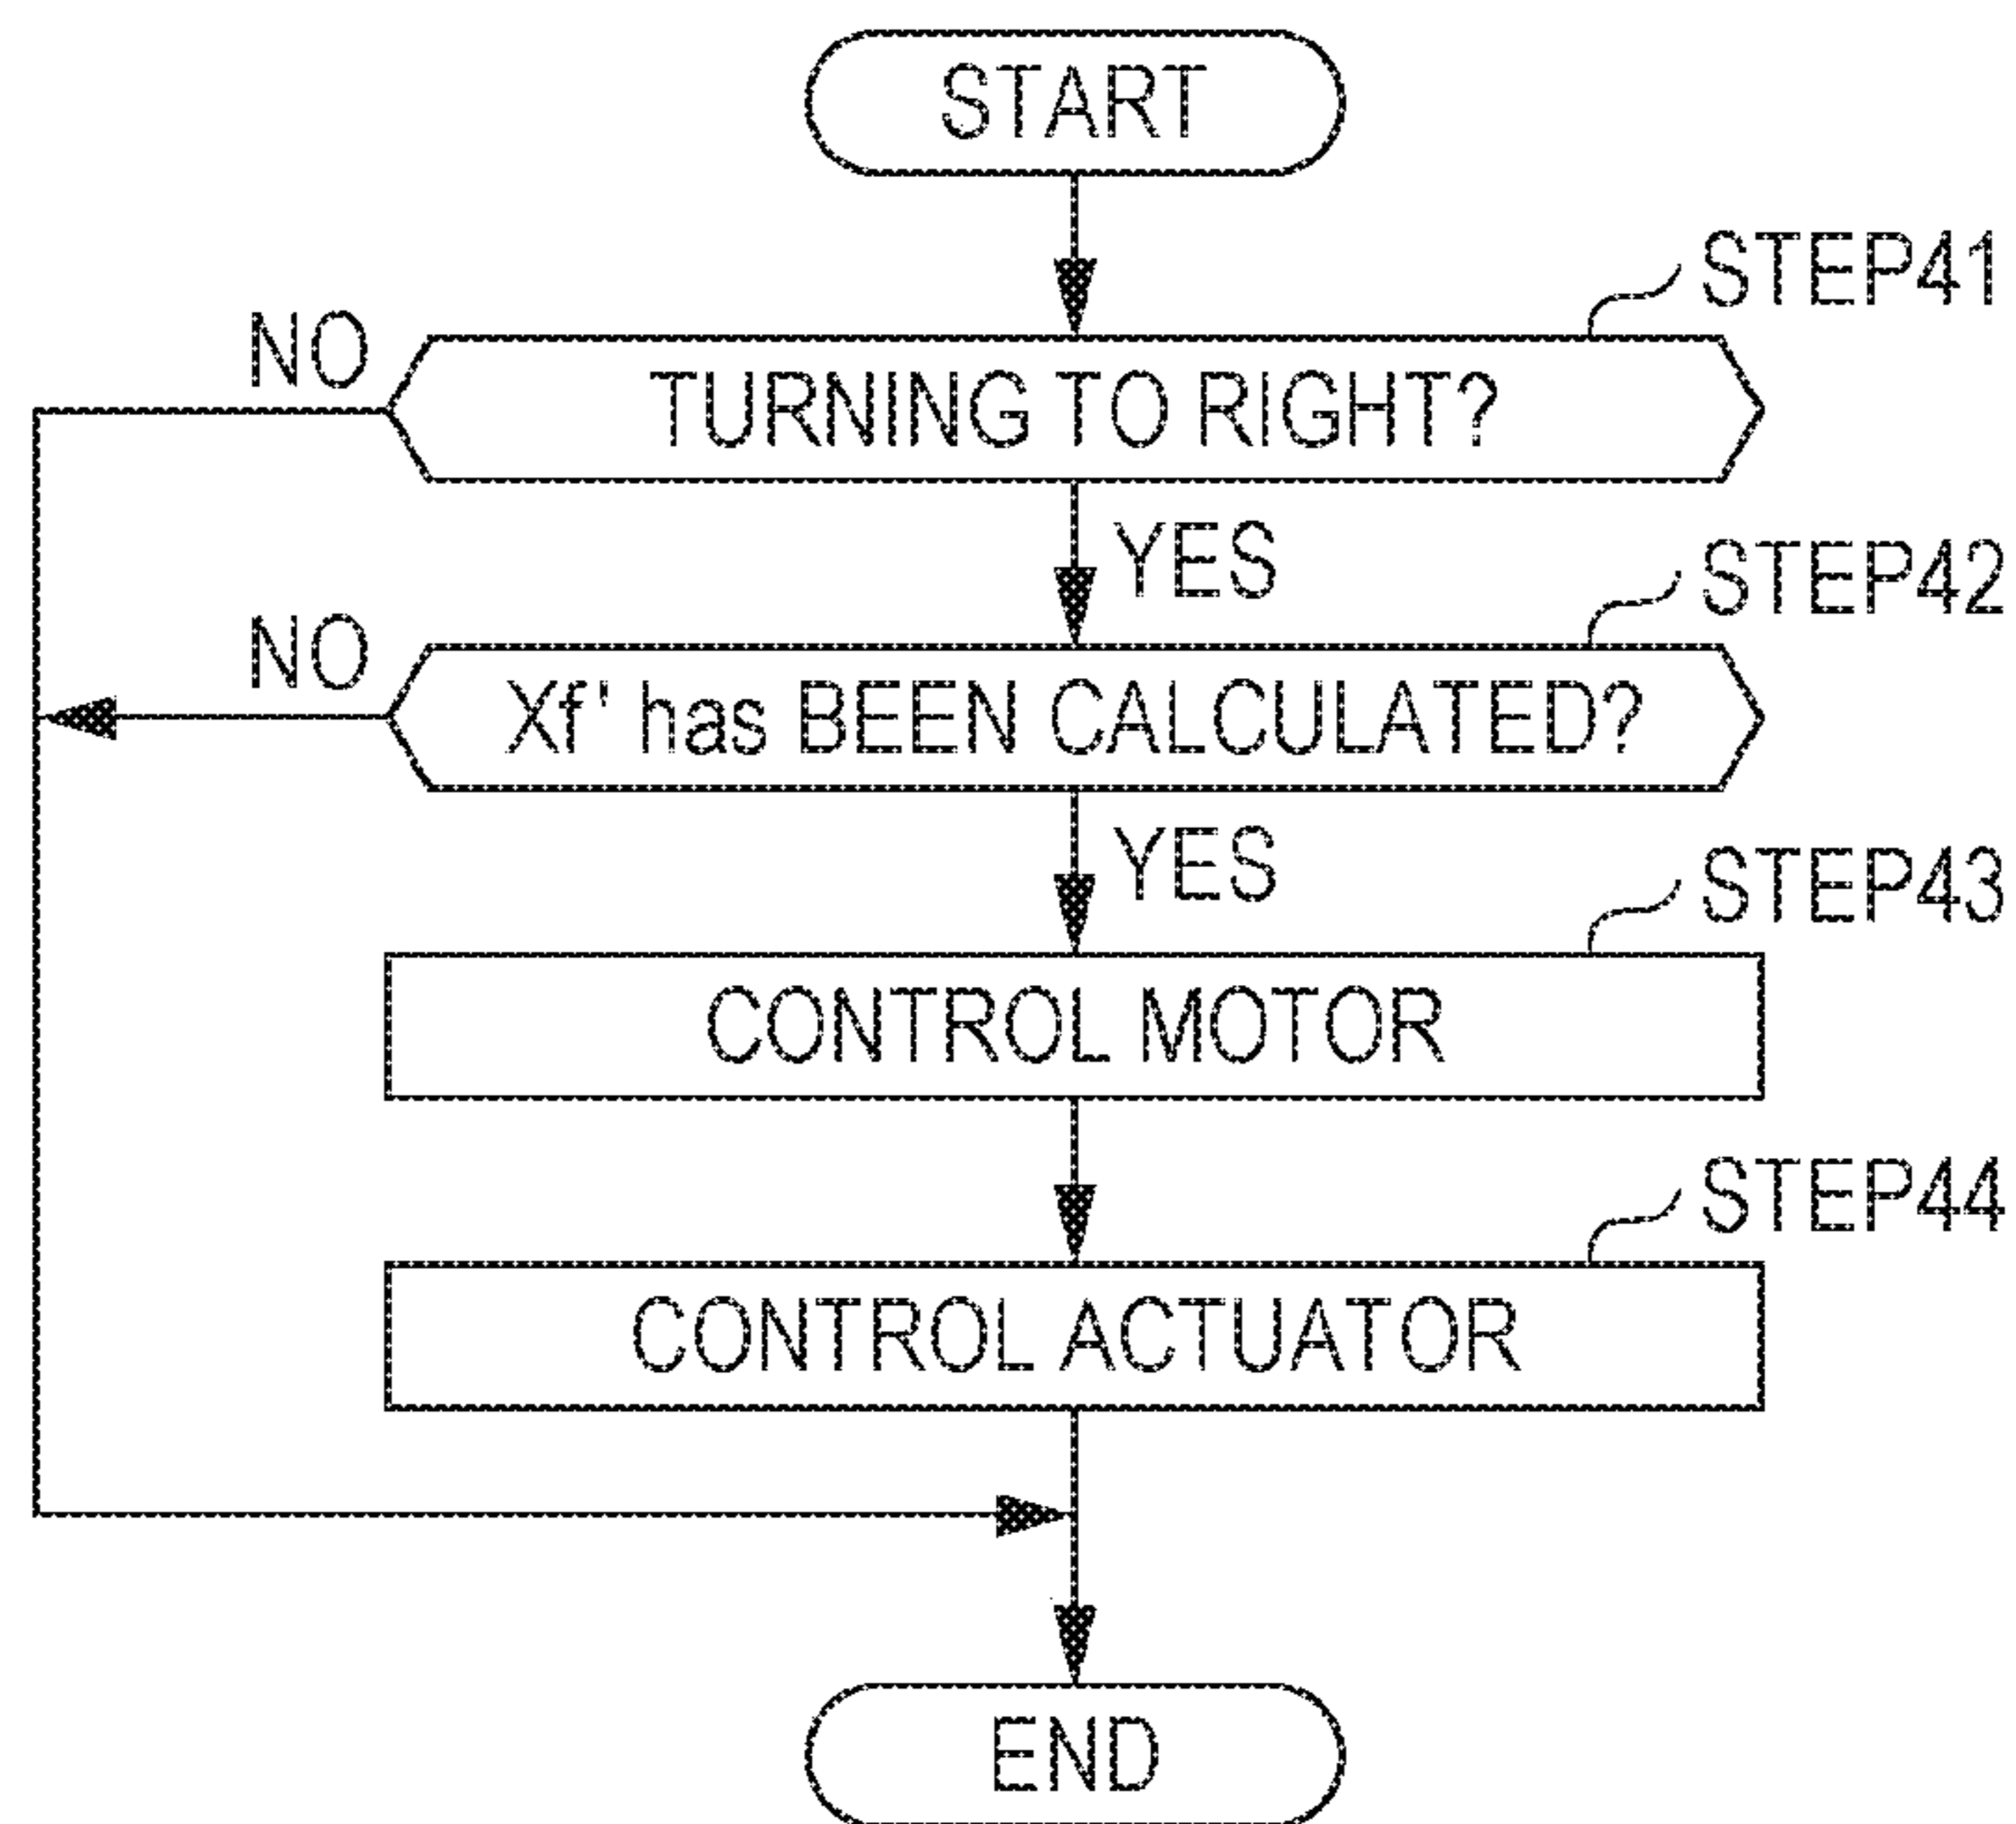 START
STEP41
NO
TURNING TO RIGHT?
YES
STEP42
NO
Xf' has BEEN CALCULATED?
YES
STEP43
CONTROL MOTOR
STEP44
CONTROL ACTUATOR
END